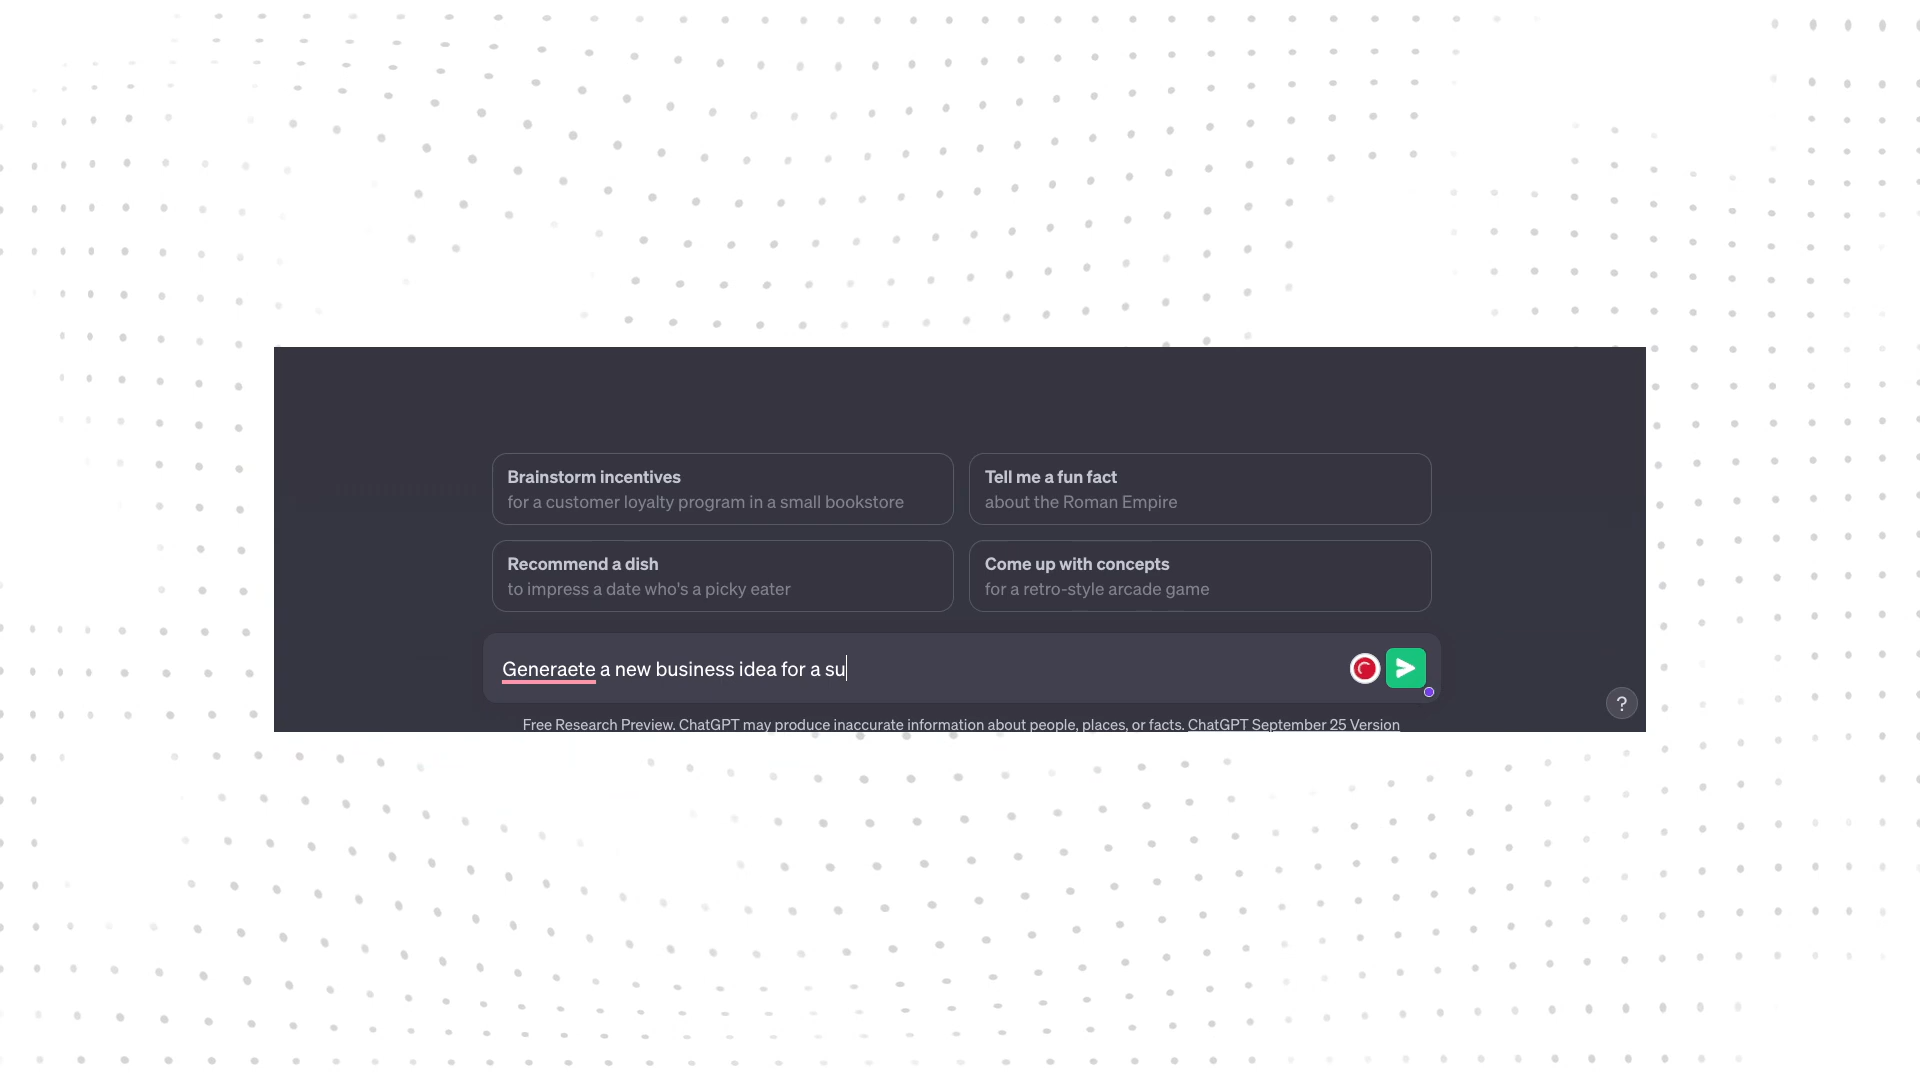 Brainstorm incentives
for a customer loyalty program in a small bookstore
Tell me a fun fact
about the Roman Empire
Recommend a dish
to impress a date who's a picky eater
Come up with concepts
for a retro-style arcade game
Generaete a new business idea for a su
?
Free Research Preview. ChatGPT may produce inaccurate information about people, places, or facts. ChatGPT September 25 Version